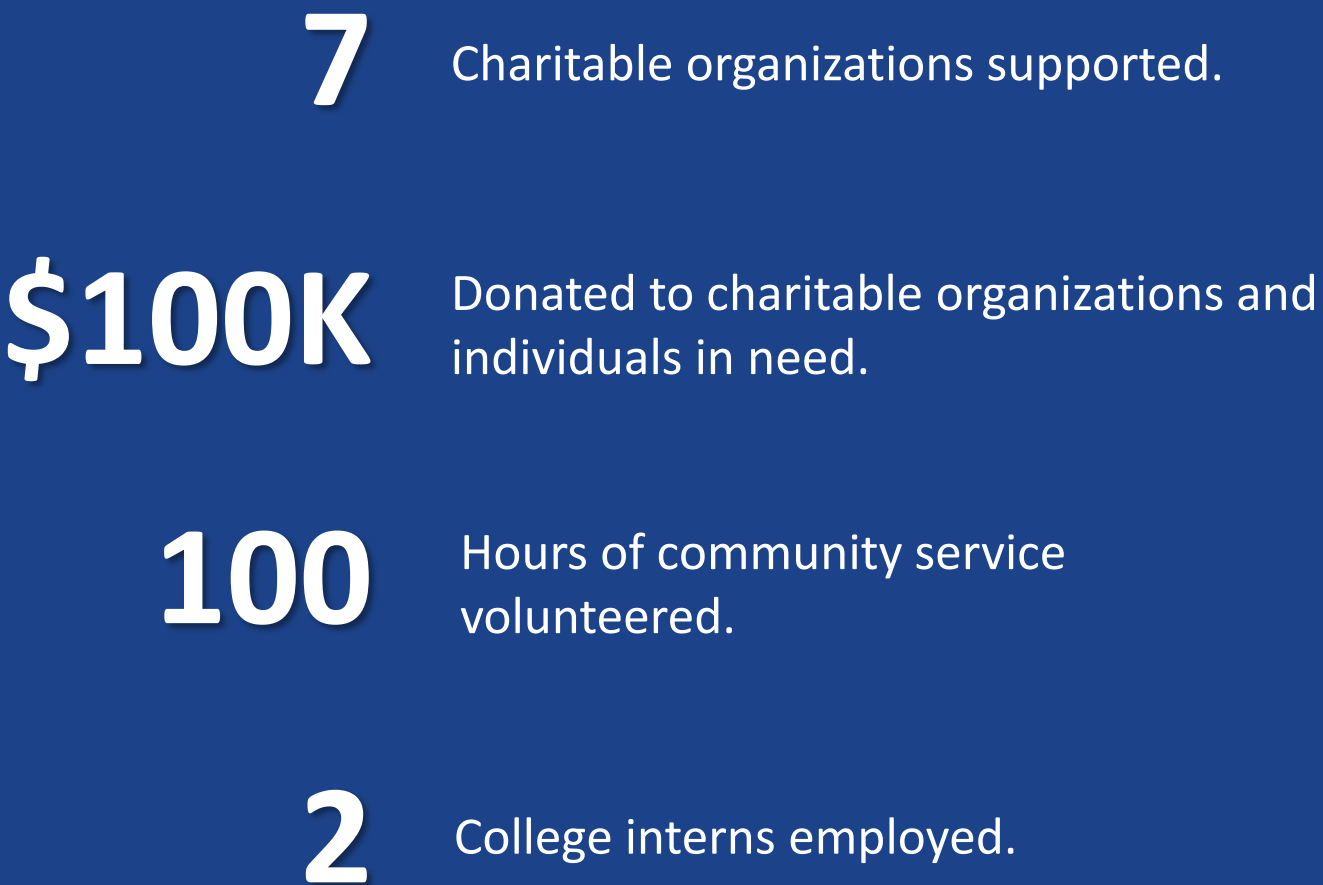 7 Charitable organizations supported.
$100K Donated to charitable organizations and
individuals in need.
100 Hours of community service
volunteered.
2 College interns employed.